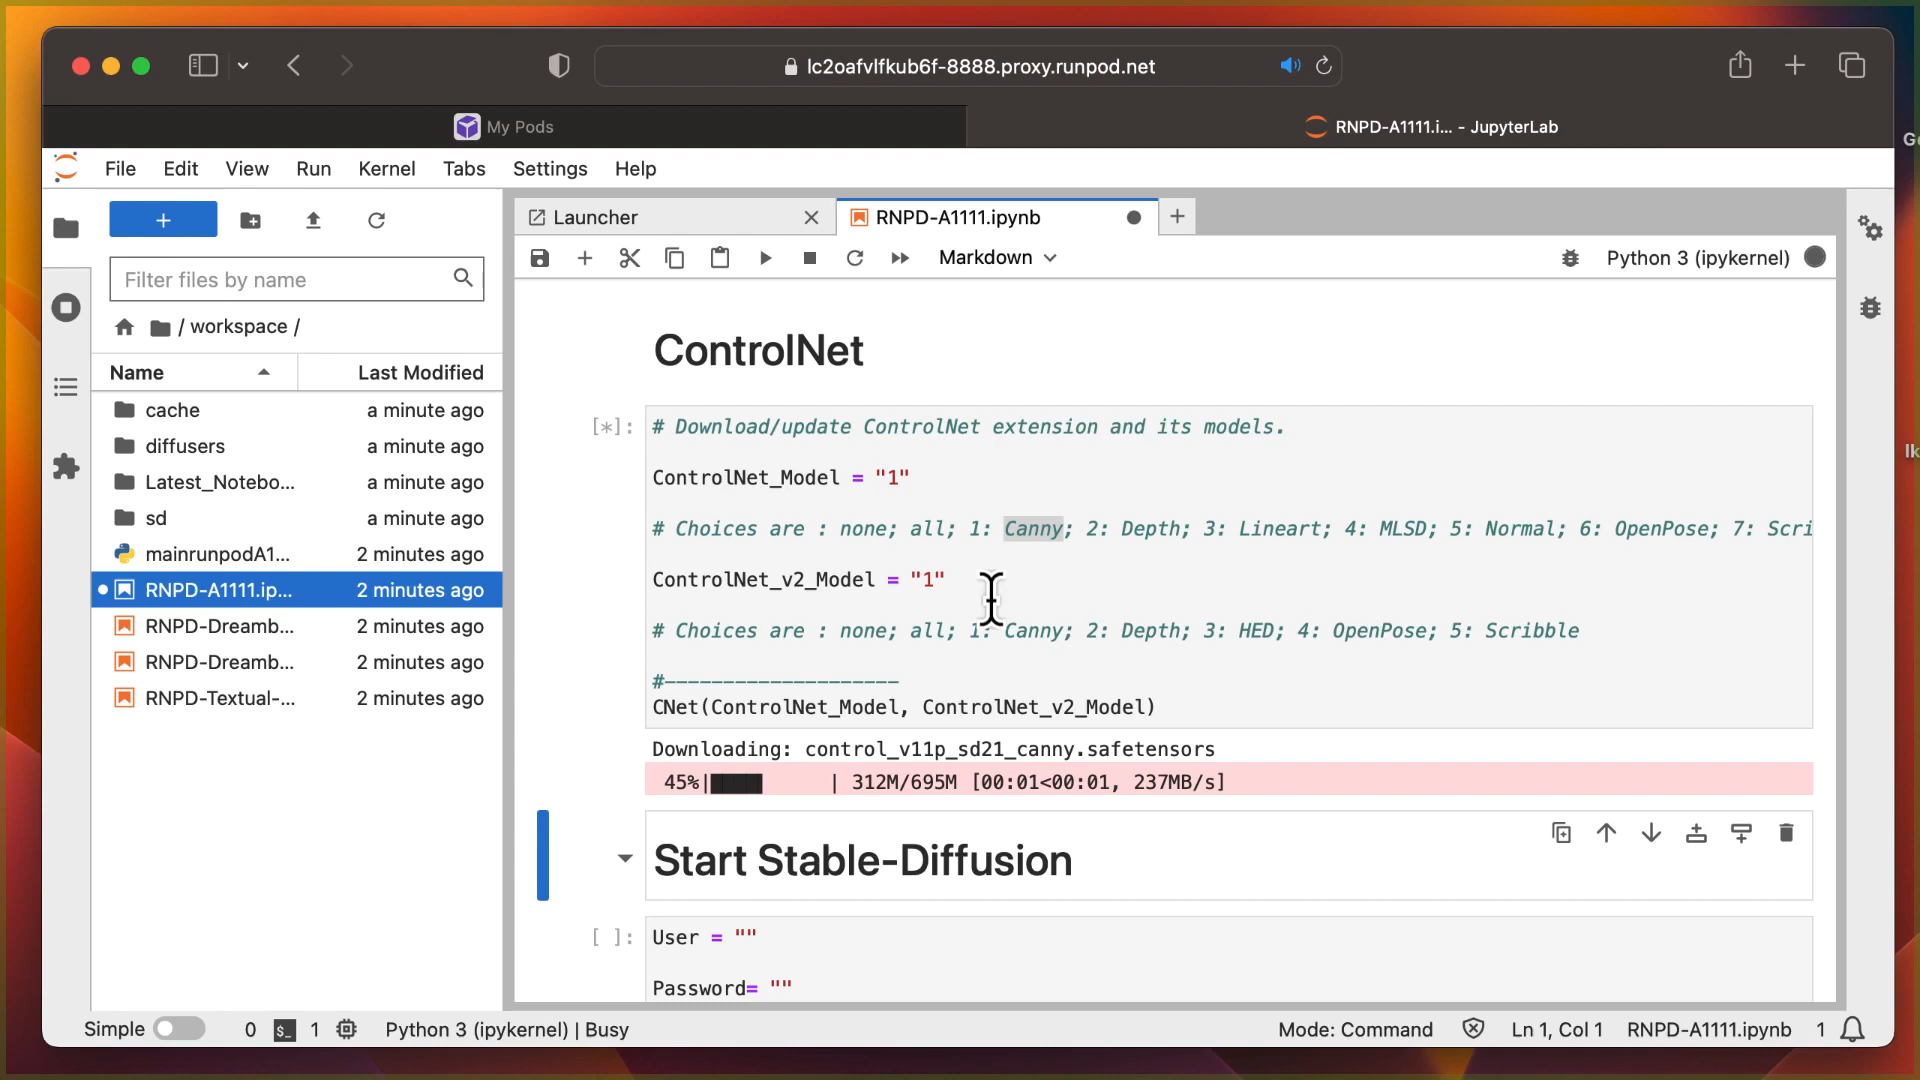 lc2oafvlfkub6f-8888.proxy.runpod.net
My Pods
RNPD-A1111.i... - JupyterLab
File Edit View Run Kernel Tabs Settings Help
+
Launcher
RNPD-A1111.ipynb
Markdown
Python 3 (ipykernel)
Filter files by name
/ workspace /
Name Last Modified
cache a minute ago
diffusers a minute ago
Latest_Notebo... a minute ago
sd a minute ago
mainrunpodA1... 2 minutes ago
RNPD-A1111.ip... 2 minutes ago
RNPD-Dreamb... 2 minutes ago
RNPD-Dreamb... 2 minutes ago
RNPD-Textual-... 2 minutes ago
ControlNet
[*]: # Download/update ControlNet extension and its models.
ControlNet_Model = "1"
# Choices are : none; all; 1: Canny; 2: Depth; 3: Lineart; 4: MLSD; 5: Normal; 6: OpenPose; 7: Scri
ControlNet_v2_Model = "1"
# Choices are : none; all; 1: Canny; 2: Depth; 3: HED; 4: OpenPose; 5: Scribble
#--------------------
CNet(ControlNet_Model, ControlNet_v2_Model)
Downloading: control_v11p_sd21_canny.safetensors
45%|████ | 312M/695M [00:01<00:01, 237MB/s]
Start Stable-Diffusion
[ ]: User = ""
Password= ""
Simple 0 $_ 1 Python 3 (ipykernel) | Busy Mode: Command Ln 1, Col 1 RNPD-A1111.ipynb 1